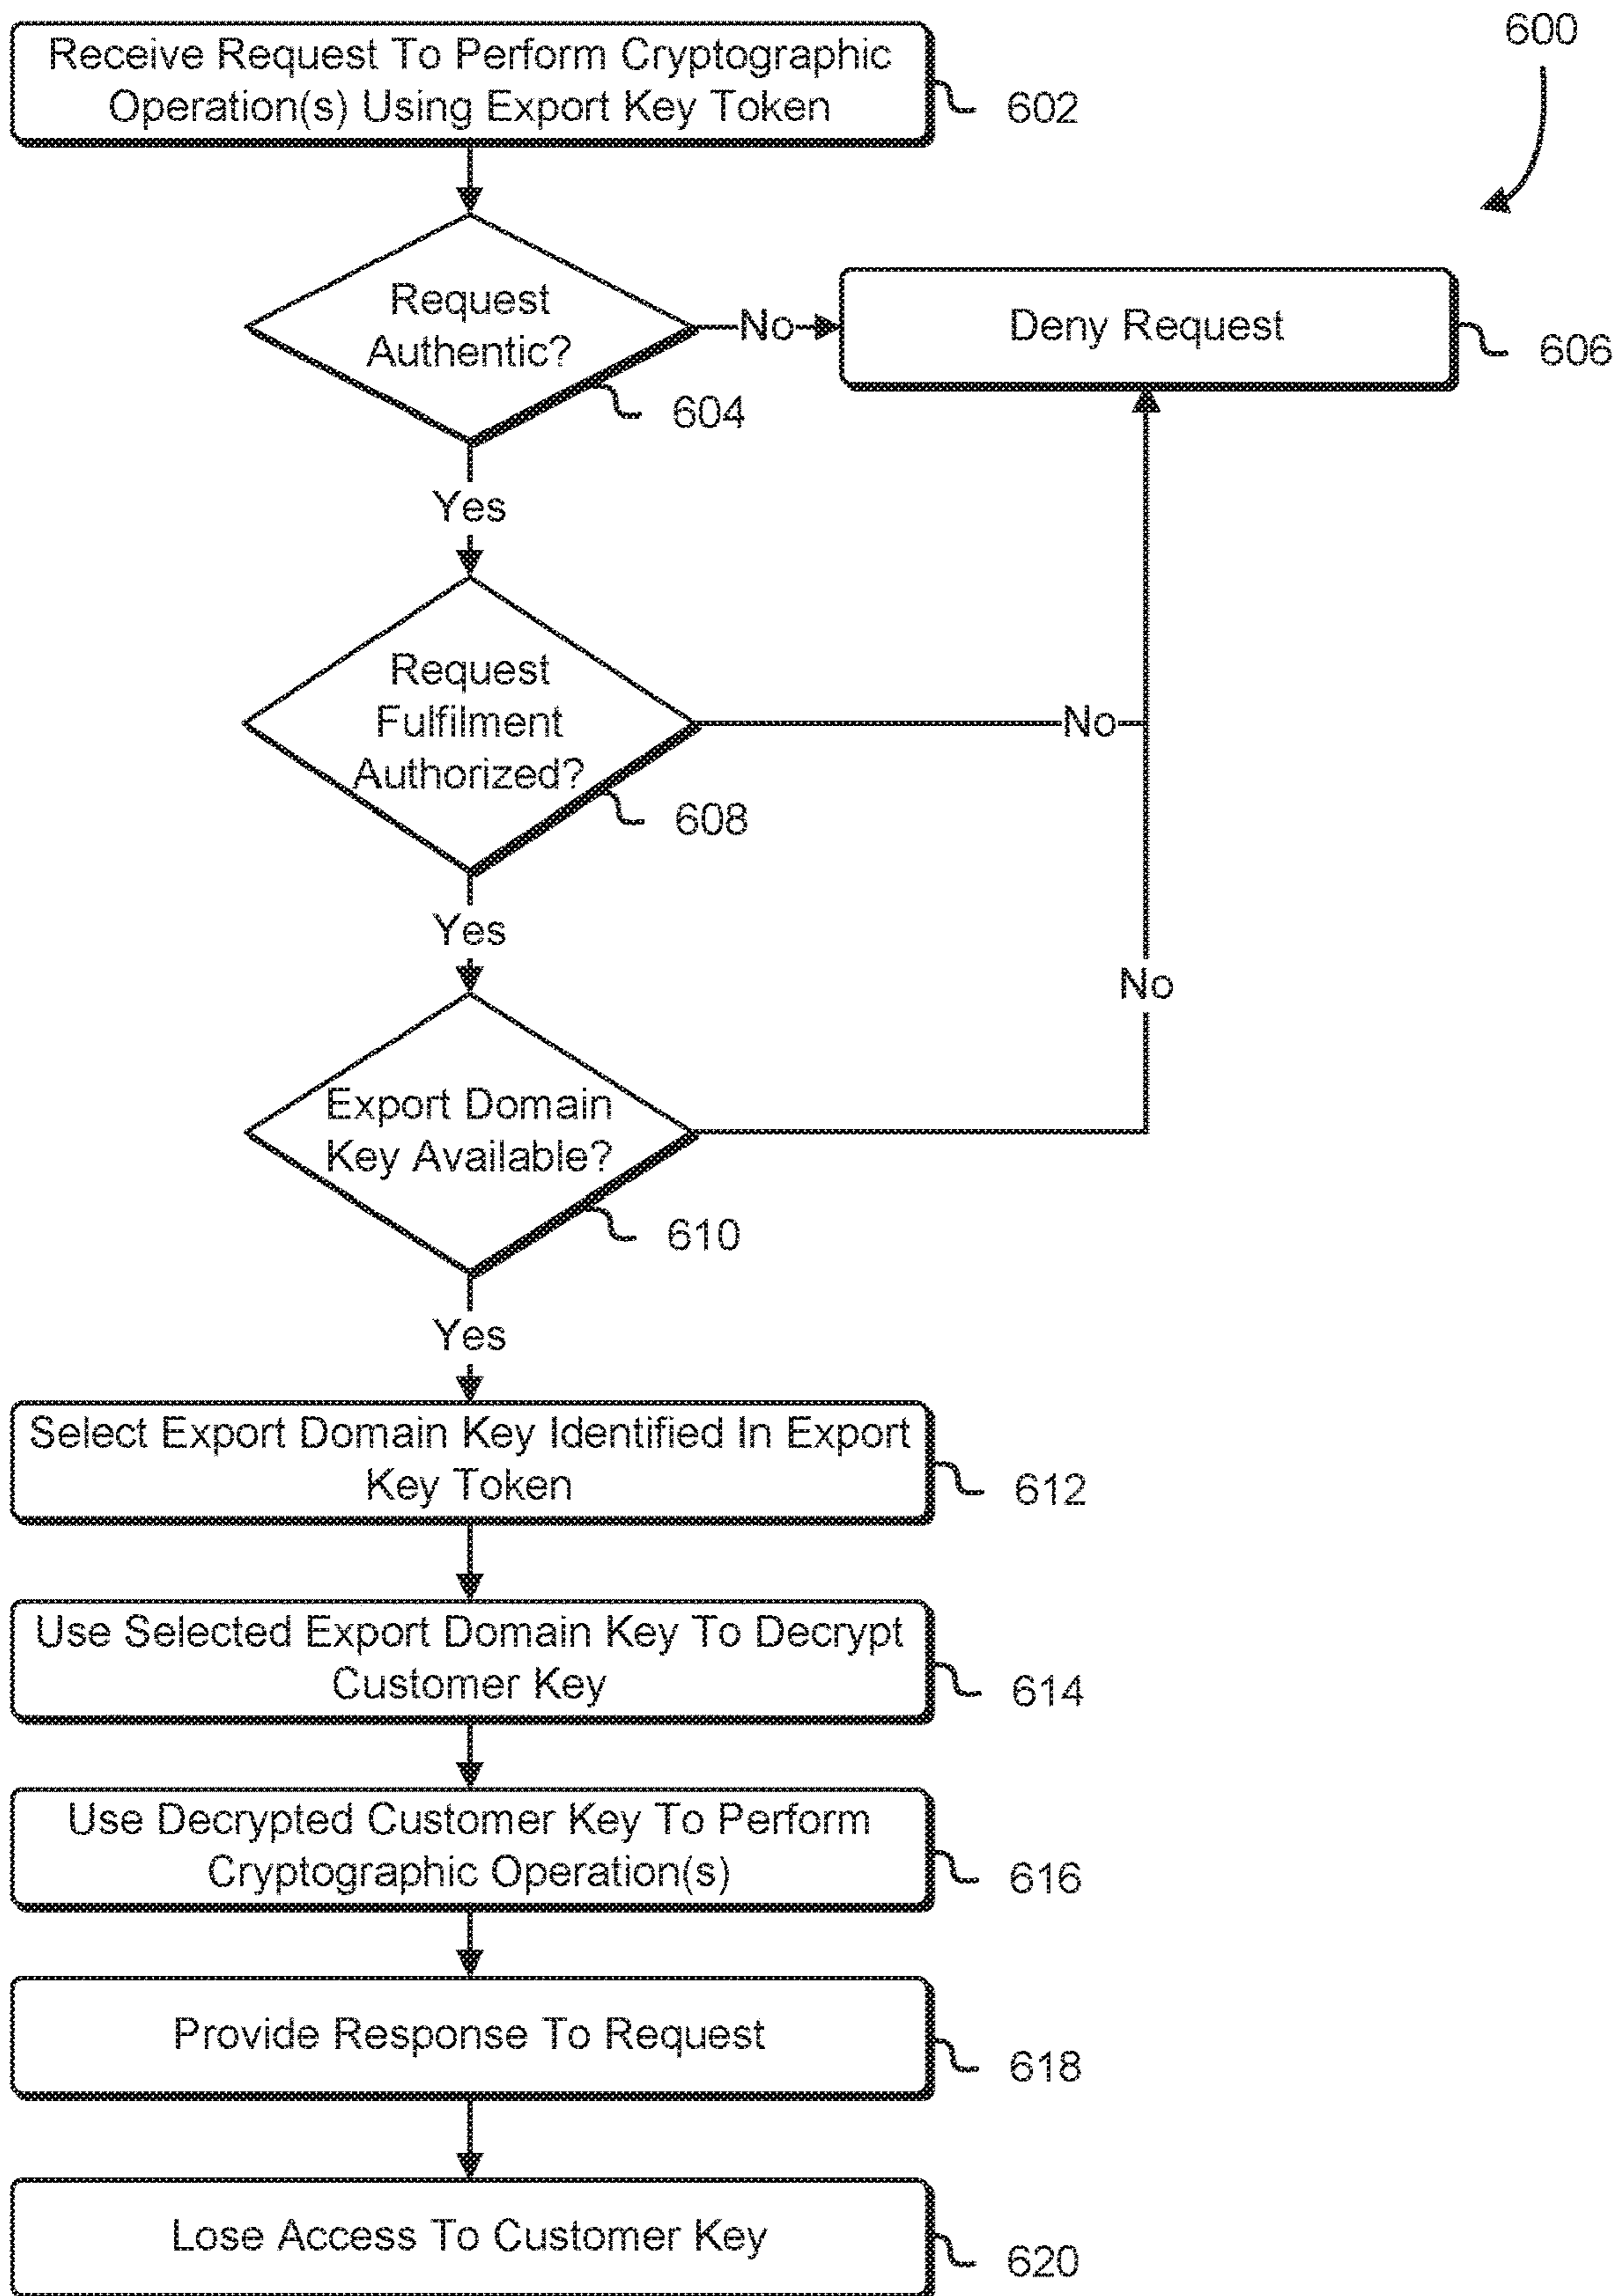 600
Receive Request To Perform Cryptographic
Operation(s) Using Export Key Token
602
Request
Authentic?
604
No
Deny Request
606
Yes
Request
Fulfilment
Authorized?
608
No
Yes
No
Export Domain
Key Available?
610
Yes
Select Export Domain Key Identified In Export
Key Token
612
Use Selected Export Domain Key To Decrypt
Customer Key
614
Use Decrypted Customer Key To Perform
Cryptographic Operation(s)
616
Provide Response To Request
618
Lose Access To Customer Key
620